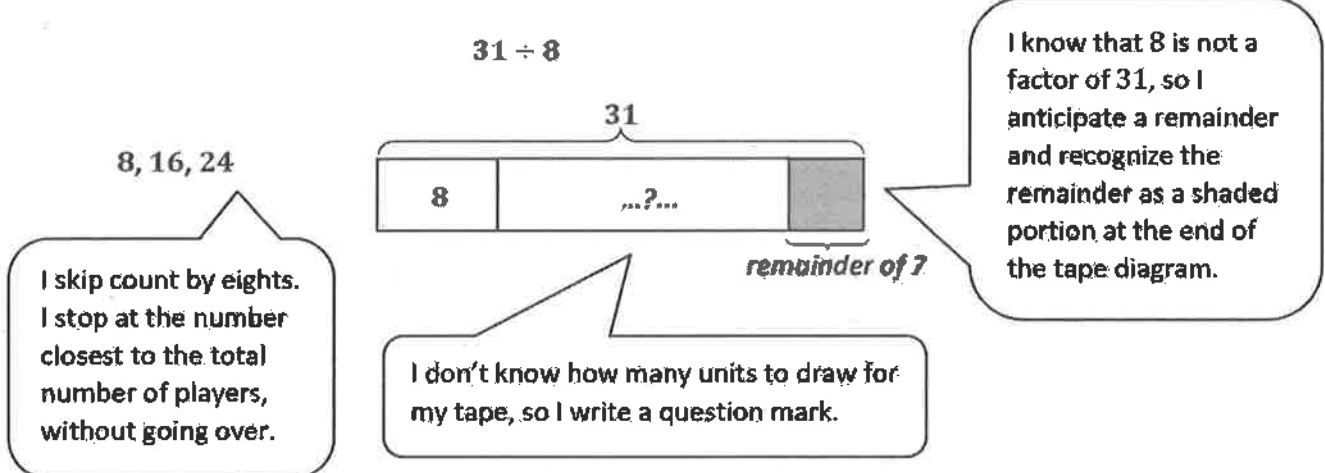 31 ÷ 8
I know that 8 is not a
factor of 31, so I
anticipate a remainder
and recognize the
remainder as a shaded
portion at the end of
the tape diagram.
31
8, 16, 24
8
...?...
remainder of 7
I skip count by eights.
I stop at the number
closest to the total
number of players,
without going over.
I don't know how many units to draw for
my tape, so I write a question mark.